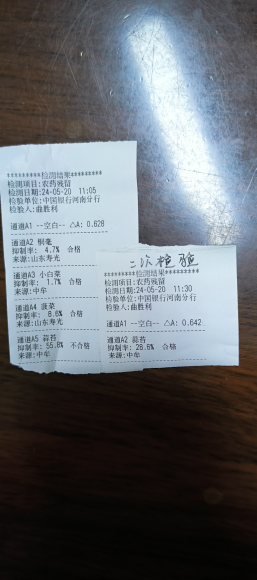 *********检测结果*********
检测项目:农药残留
检测日期:24-05-20 11:05
检验单位:中国银行河南分行
检验人:曲胜利
通道A1 --空白-- △A: 0.628
通道A2 茼蒿
抑制率: 4.7% 合格
来源:山东寿光
通道A3 小白菜
抑制率: 1.7% 合格
来源:中牟
通道A4 菠菜
抑制率: 8.6% 合格
来源:山东寿光
通道A5 蒜苔
抑制率: 55.8% 不合格
来源:中牟
二次检验
*********检测结果*********
检测项目:农药残留
检测日期:24-05-20 11:30
检验单位:中国银行河南分行
检验人:曲胜利
通道A1 --空白-- △A: 0.642
通道A2 蒜苔
抑制率: 28.6% 合格
来源:中牟